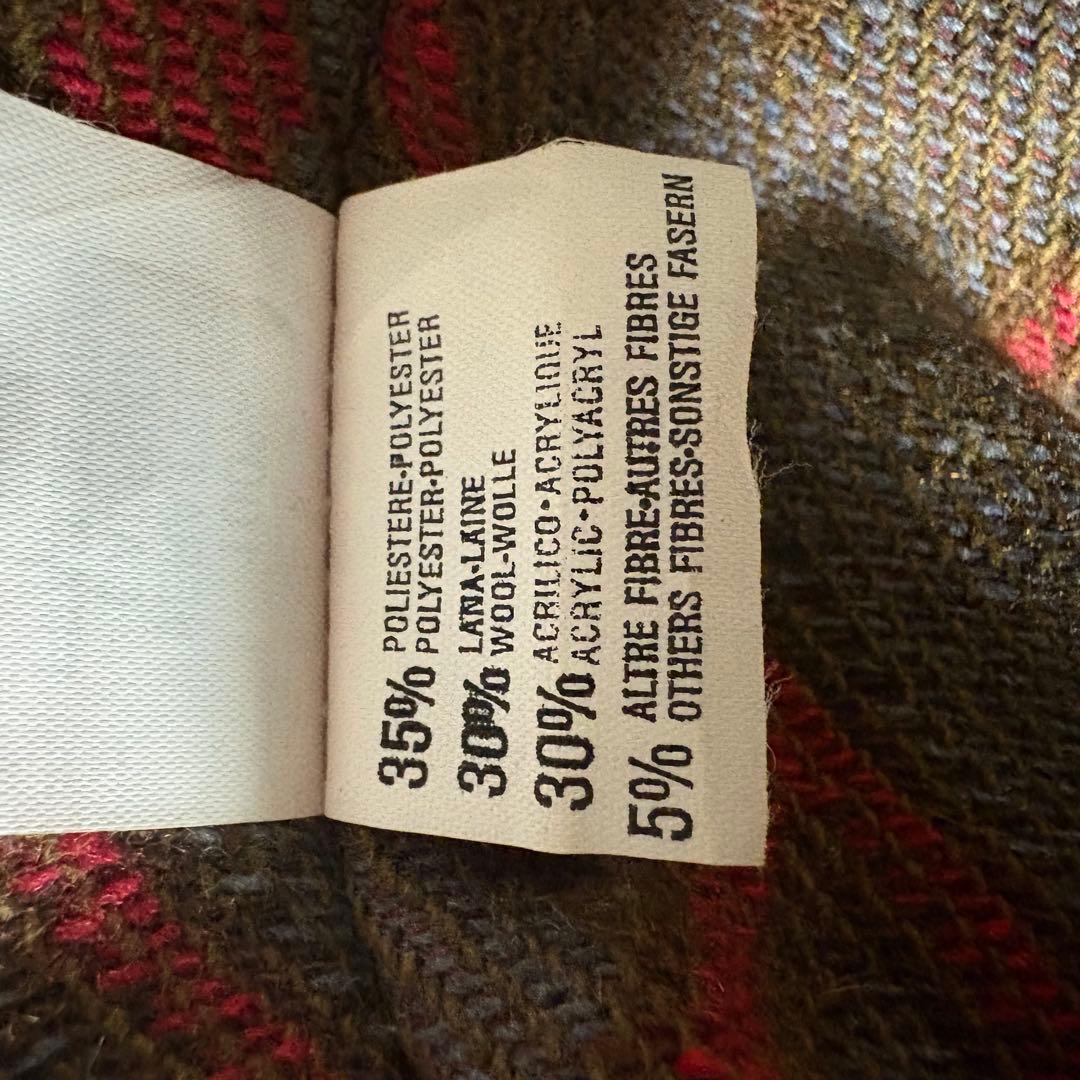 35% POLIESTERE•POLYESTER
POLYESTER•POLYESTER
30% LANA•LAINE
WOOL-WOLLE
30% ACRILICO•ACRYLIQUE
ACRYLIC•POLYACRYL
5% ALTRE FIBRE•AUTRES FIBRES
OTHERS FIBRES•SONSTIGE FASERN